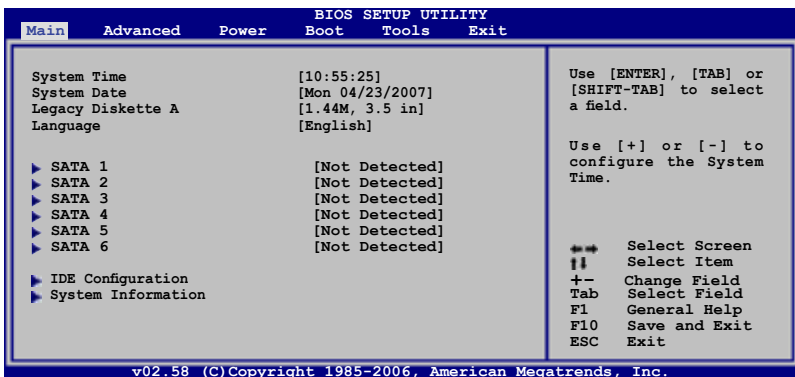 BIOS SETUP UTILITY
Main Advanced Power Boot Tools Exit
System Time [10:55:25]
System Date [Mon 04/23/2007]
Legacy Diskette A [1.44M, 3.5 in]
Language [English]
SATA 1 [Not Detected]
SATA 2 [Not Detected]
SATA 3 [Not Detected]
SATA 4 [Not Detected]
SATA 5 [Not Detected]
SATA 6 [Not Detected]
IDE Configuration
System Information
Use [ENTER], [TAB] or
[SHIFT-TAB] to select
a field.
Use [+] or [-] to
configure the System
Time.
←→ Select Screen
↑↓ Select Item
+- Change Field
Tab Select Field
F1 General Help
F10 Save and Exit
ESC Exit
v02.58 (C)Copyright 1985-2006, American Megatrends, Inc.